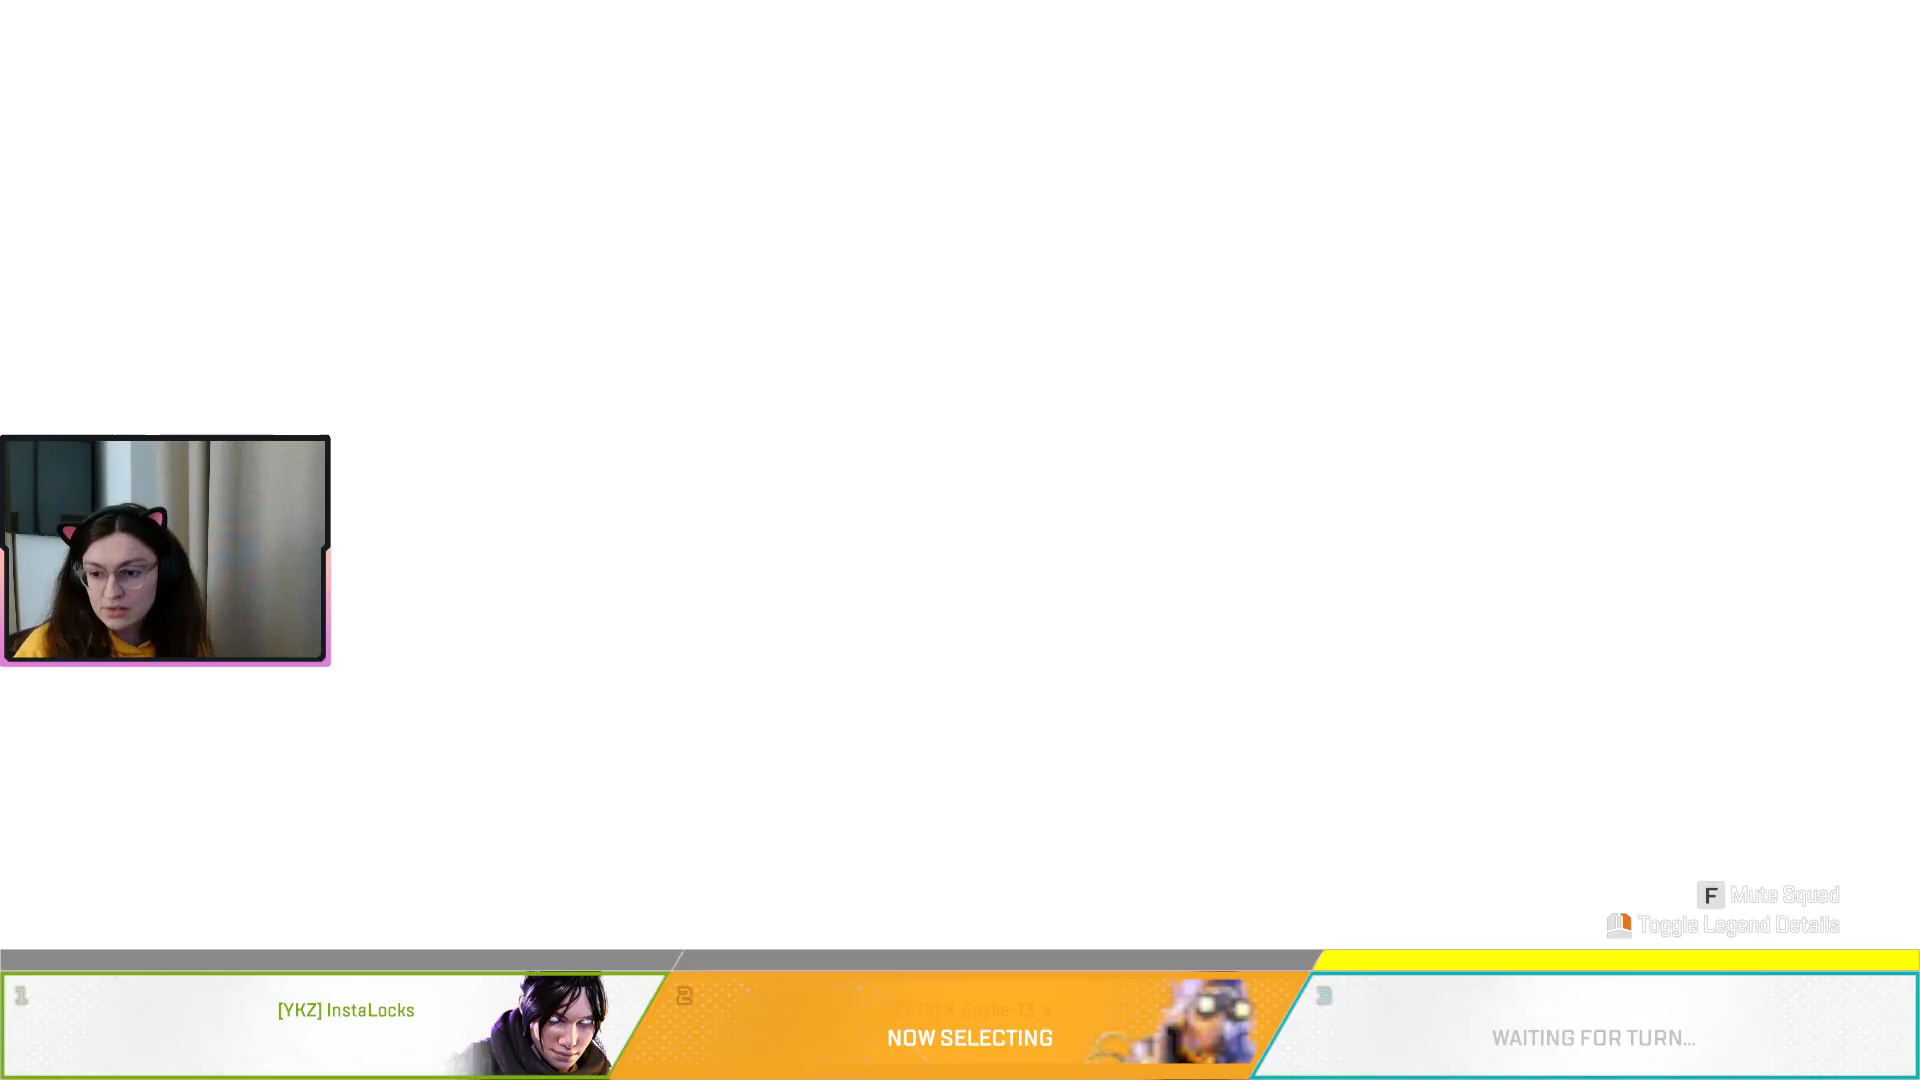 F Mute Squad
Toggle Legend Details
1
[YKZ] InstaLocks
2
NOW SELECTING
3
WAITING FOR TURN...